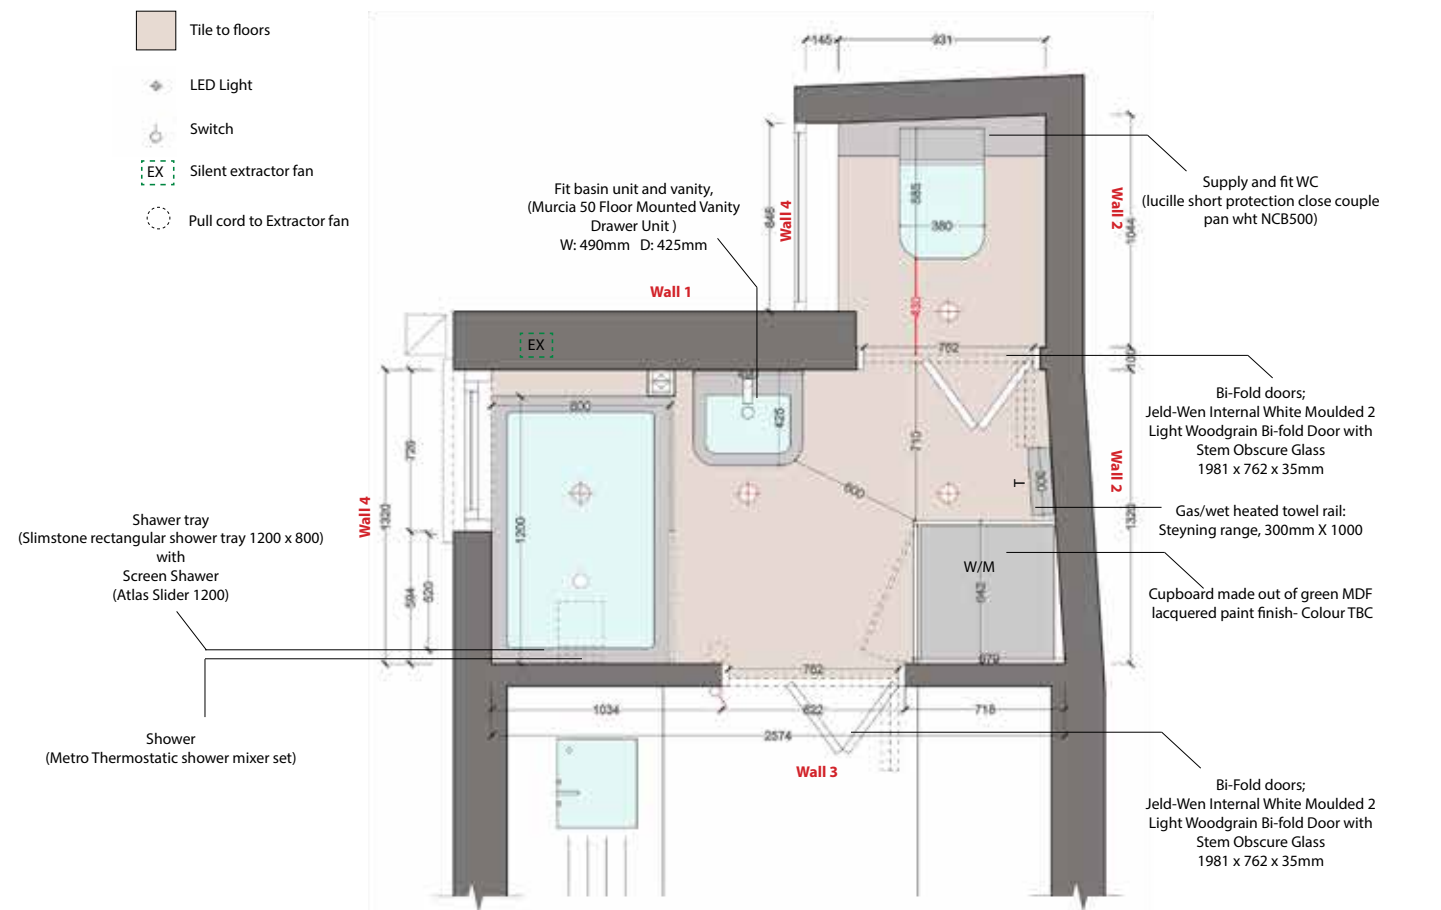 Tile to floors
LED Light
Switch
EX Silent extractor fan
Pull cord to Extractor fan
145
931
Fit basin unit and vanity,
(Murcia 50 Floor Mounted Vanity
Drawer Unit )
W: 490mm D: 425mm
Wall 4
Wall 1
Supply and fit WC
(lucille short protection close couple
pan wht NCB500)
Wall 2
1044
380
762
100
EX
800
425
710
600
1200
Wall 4
1320
594
620
Bi-Fold doors;
Jeld-Wen Internal White Moulded 2
Light Woodgrain Bi-fold Door with
Stem Obscure Glass
1981 x 762 x 35mm
Wall 2
1320
T
300
Gas/wet heated towel rail:
Steyning range, 300mm X 1000
W/M
642
Cupboard made out of green MDF
lacquered paint finish- Colour TBC
Shawer tray
(Slimstone rectangular shower tray 1200 x 800)
with
Screen Shawer
(Atlas Slider 1200)
762
1034
822
718
2574
Shower
(Metro Thermostatic shower mixer set)
Wall 3
Bi-Fold doors;
Jeld-Wen Internal White Moulded 2
Light Woodgrain Bi-fold Door with
Stem Obscure Glass
1981 x 762 x 35mm